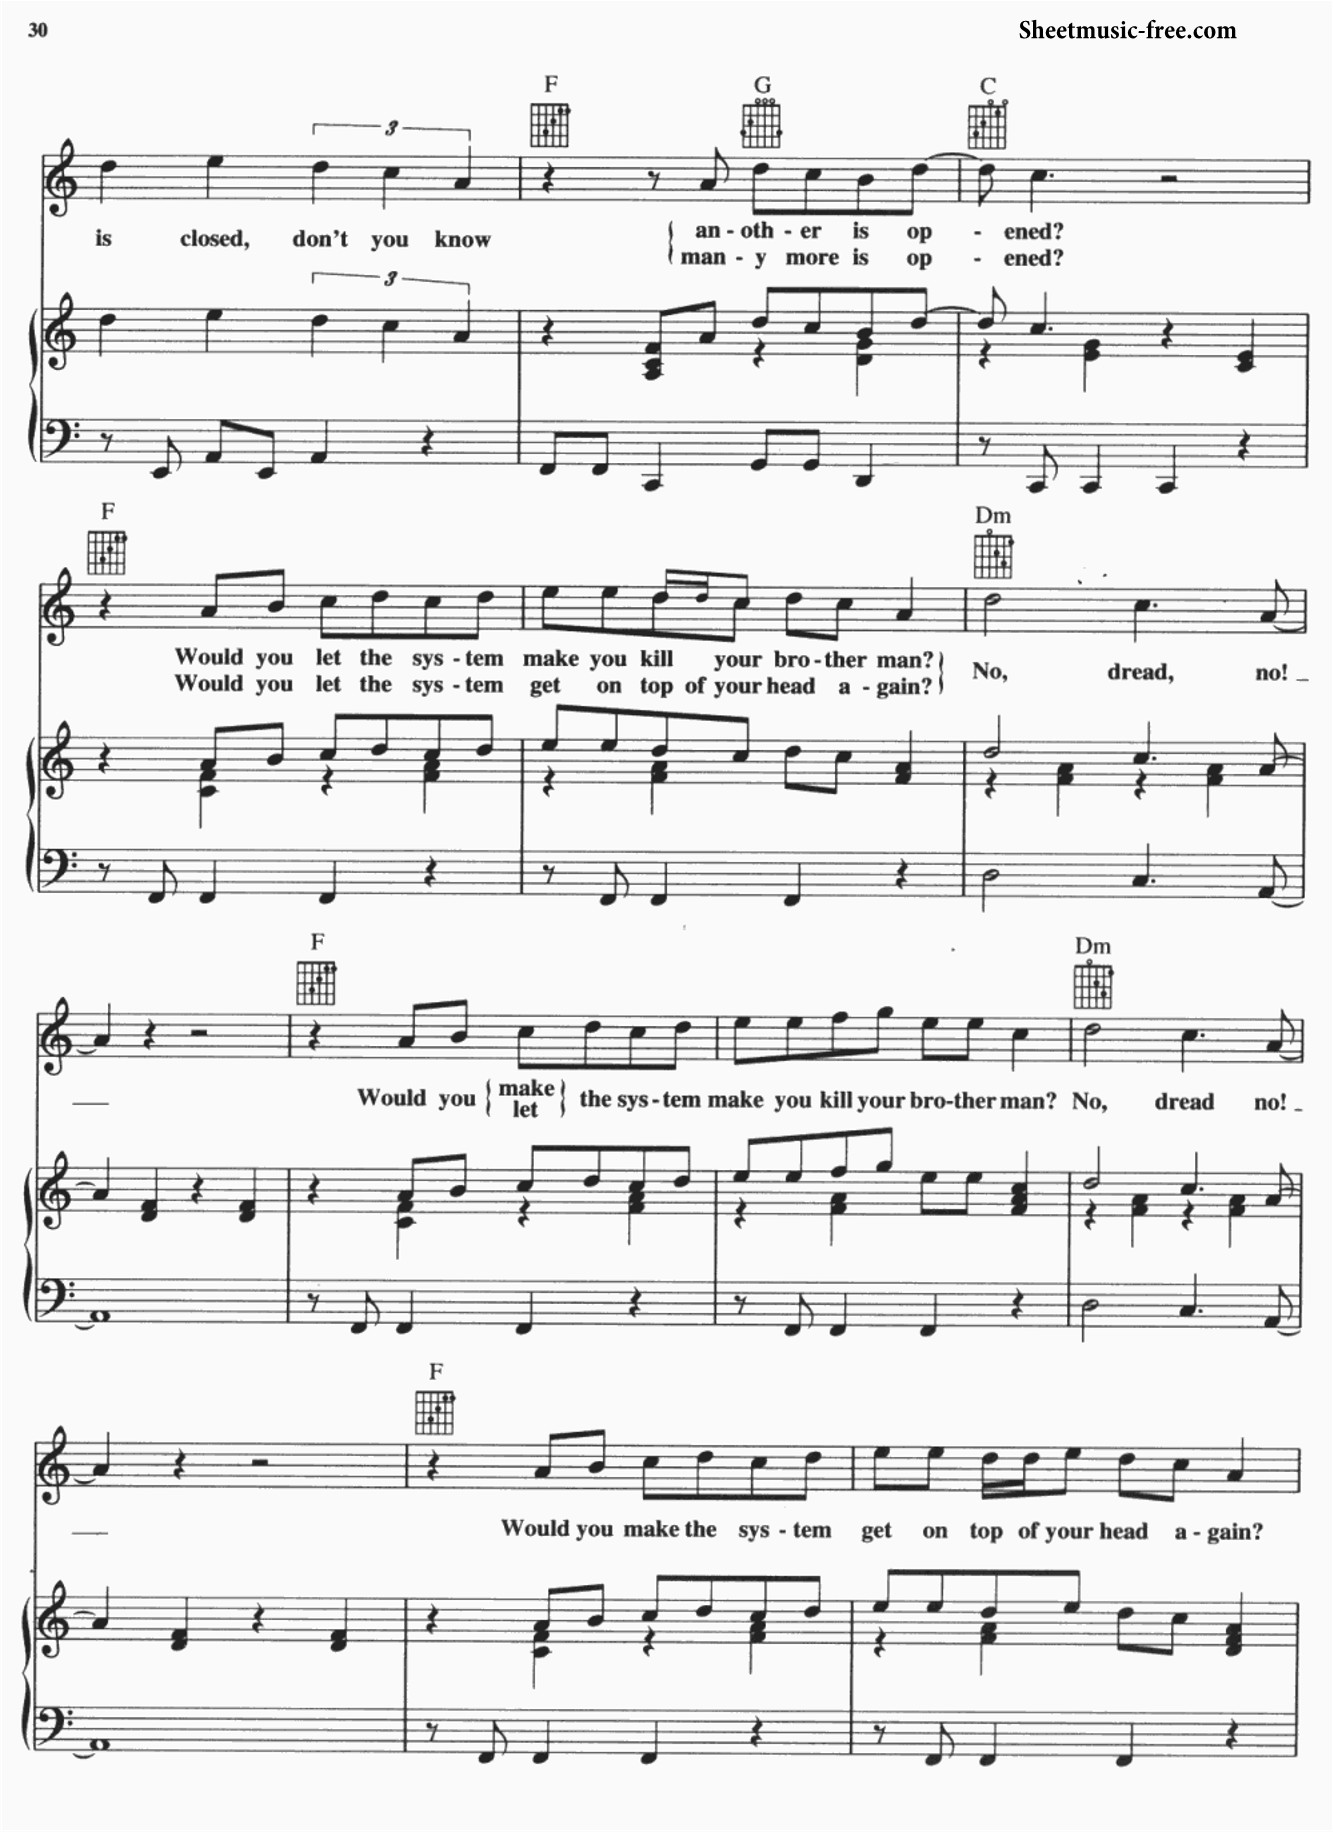 30
Sheetmusic-free.com
F G C
3
is closed, don't you know { an - oth - er is op - ened?
{ man - y more is op - ened?
3
F Dm
Would you let the sys - tem make you kill your bro - ther man? } No, dread, no! _
Would you let the sys - tem get on top of your head a - gain? }
F Dm
Would you { make } the sys - tem make you kill your bro-ther man? No, dread no! _
{ let }
F
Would you make the sys - tem get on top of your head a - gain?